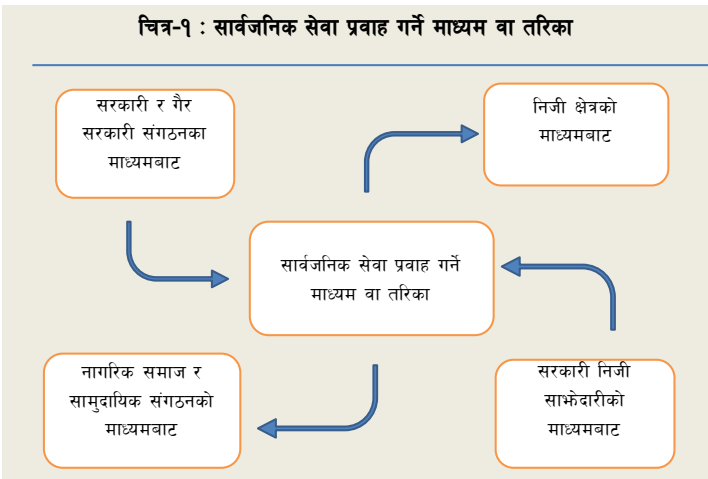 चित्र-१ : सार्वजनिक सेवा प्रवाह गर्ने माध्यम वा तरिका
सरकारी र गैर
सरकारी संगठनका
माध्यमबाट
निजी क्षेत्रको
माध्यमबाट
सार्वजनिक सेवा प्रवाह गर्ने
माध्यम वा तरिका
नागरिक समाज र
सामुदायिक संगठनको
माध्यमबाट
सरकारी निजी
साझेदारीको
माध्यमबाट